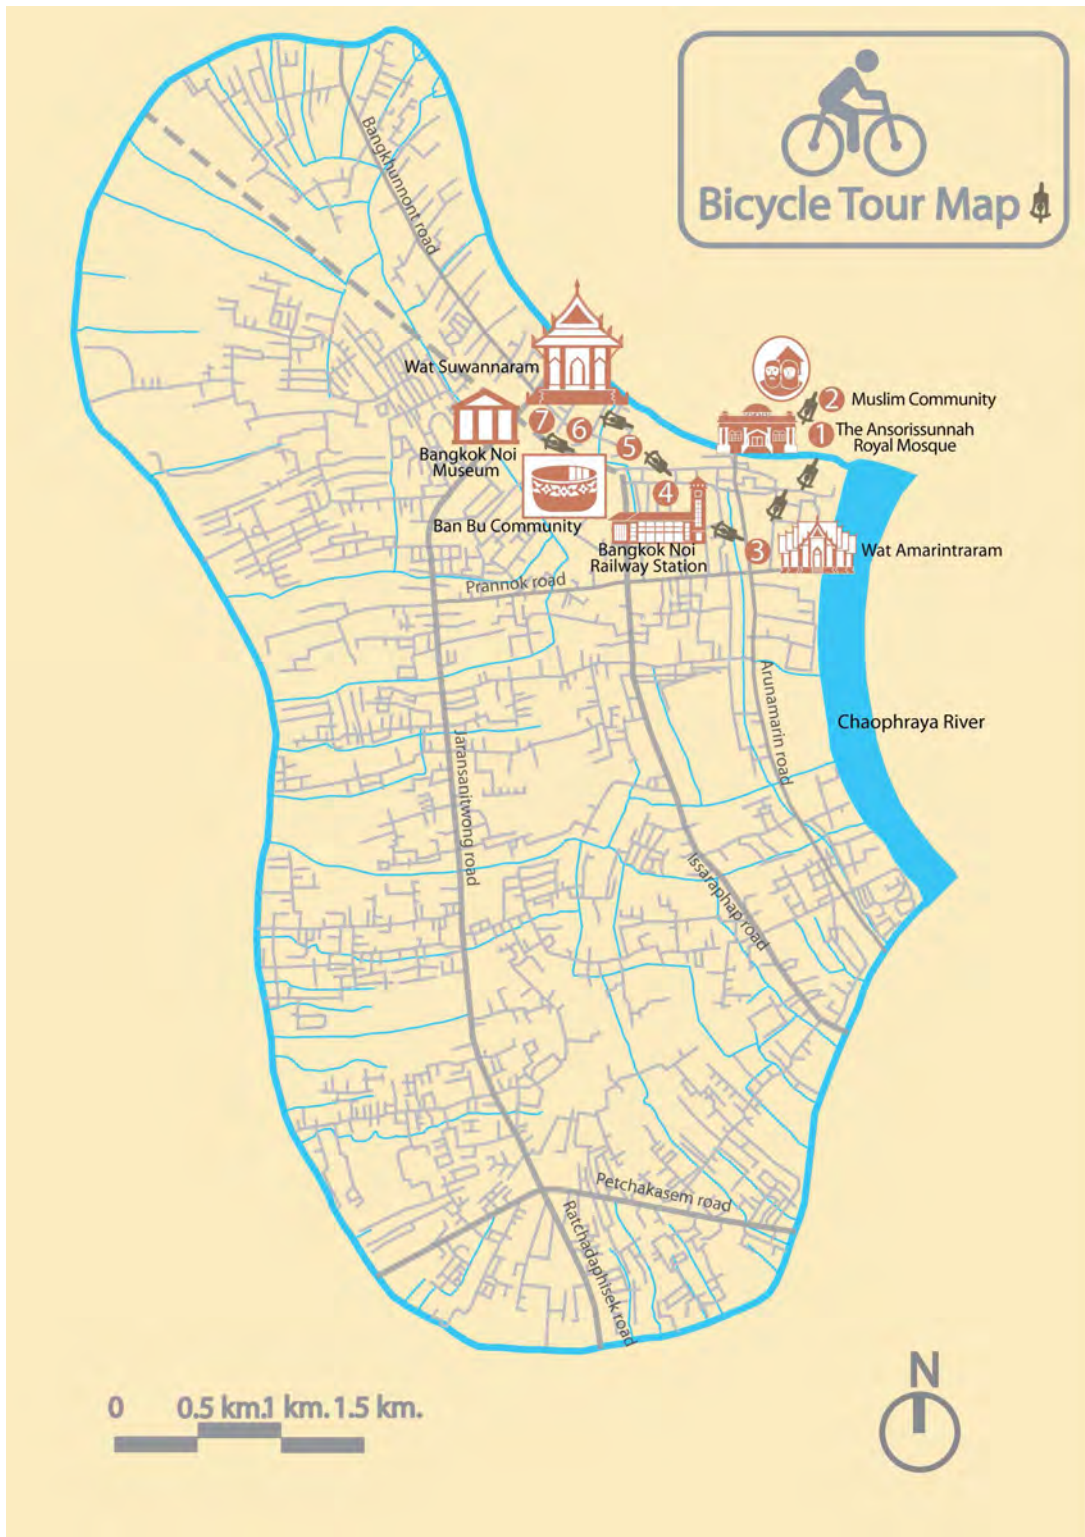 Bicycle Tour Map
Bangkhunnont road
Wat Suwannaram
2 Muslim Community
1 The Ansorissunnah
Royal Mosque
7
6
5
Bangkok Noi
Museum
4
Ban Bu Community
Bangkok Noi
Railway Station
3
Wat Amarintraram
Prannok road
Arunamarin road
Chaophraya River
Jaransanitwong road
Issaraphap road
Petchakasem road
Ratchadaphisek road
N
0 0.5 km.1 km. 1.5 km.